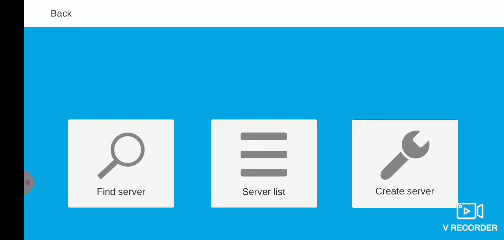 Back
Find server
Server list
Create server
V RECORDER